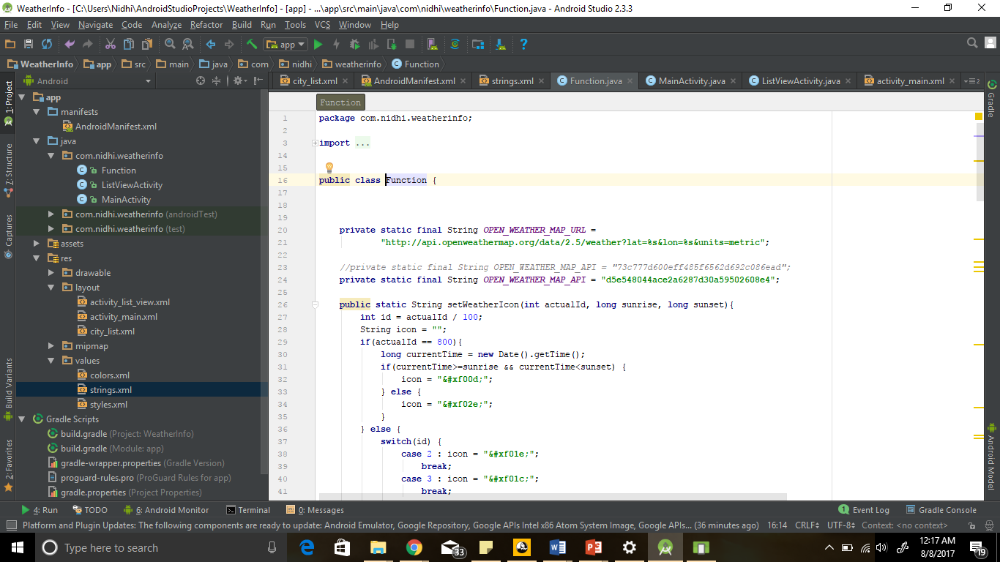 WeatherInfo - [C:\Users\Nidhi\AndroidStudioProjects\WeatherInfo] - [app] - ...\app\src\main\java\com\nidhi\weatherinfo\Function.java - Android Studio 2.3.3
File Edit View Navigate Code Analyze Refactor Build Run Tools VCS Window Help
app
WeatherInfo app src main java com nidhi weatherinfo Function
Android
city_list.xml AndroidManifest.xml strings.xml Function.java MainActivity.java ListViewActivity.java activity_main.xml 2
1: Project
7: Structure
Captures
Build Variants
2: Favorites
app
manifests
AndroidManifest.xml
java
com.nidhi.weatherinfo
Function
ListViewActivity
MainActivity
com.nidhi.weatherinfo (androidTest)
com.nidhi.weatherinfo (test)
assets
res
drawable
layout
activity_list_view.xml
activity_main.xml
city_list.xml
mipmap
values
colors.xml
strings.xml
styles.xml
Gradle Scripts
build.gradle (Project: WeatherInfo)
build.gradle (Module: app)
gradle-wrapper.properties (Gradle Version)
proguard-rules.pro (ProGuard Rules for app)
gradle.properties (Project Properties)
Function
1 package com.nidhi.weatherinfo;
2
3 import ...
14
15
16 public class Function {
17
18
19
20 private static final String OPEN_WEATHER_MAP_URL =
21 "http://api.openweathermap.org/data/2.5/weather?lat=%s&lon=%s&units=metric";
22
23 //private static final String OPEN_WEATHER_MAP_API = "73c777d600eff485f6562d692c086ead";
24 private static final String OPEN_WEATHER_MAP_API = "d5e548044ace2a6287d30a59502608e4";
25
26 public static String setWeatherIcon(int actualId, long sunrise, long sunset){
27 int id = actualId / 100;
28 String icon = "";
29 if(actualId == 800){
30 long currentTime = new Date().getTime();
31 if(currentTime>=sunrise && currentTime<sunset) {
32 icon = "&#xf00d;";
33 } else {
34 icon = "&#xf02e;";
35 }
36 } else {
37 switch(id) {
38 case 2 : icon = "&#xf01e;";
39 break;
40 case 3 : icon = "&#xf01c;";
41 break;
Gradle
Android Model
4: Run TODO 6: Android Monitor Terminal 0: Messages 1 Event Log Gradle Console
Platform and Plugin Updates: The following components are ready to update: Android Emulator, Google Repository, Google APIs Intel x86 Atom System Image, Google APIs... (36 minutes ago) 16:14 CRLF UTF-8 Context: <no context>
Type here to search
33
12:17 AM
8/8/2017
19